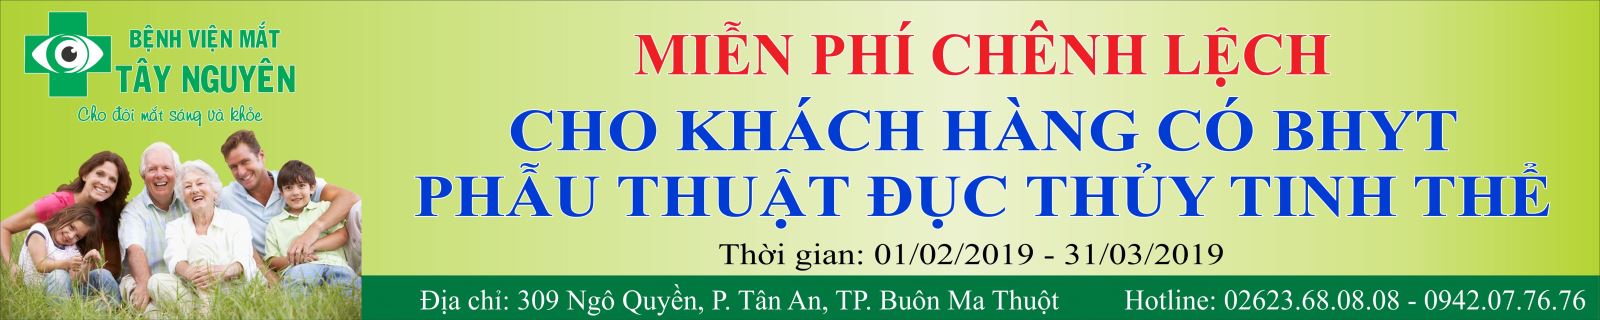 BỆNH VIỆN MẮT
TÂY NGUYÊN
Cho đôi mắt sáng và khỏe
MIỄN PHÍ CHÊNH LỆCH
CHO KHÁCH HÀNG CÓ BHYT
PHẪU THUẬT ĐỤC THỦY TINH THỂ
Thời gian: 01/02/2019 - 31/03/2019
Địa chỉ: 309 Ngô Quyền, P. Tân An, TP. Buôn Ma Thuột Hotline: 02623.68.08.08 - 0942.07.76.76